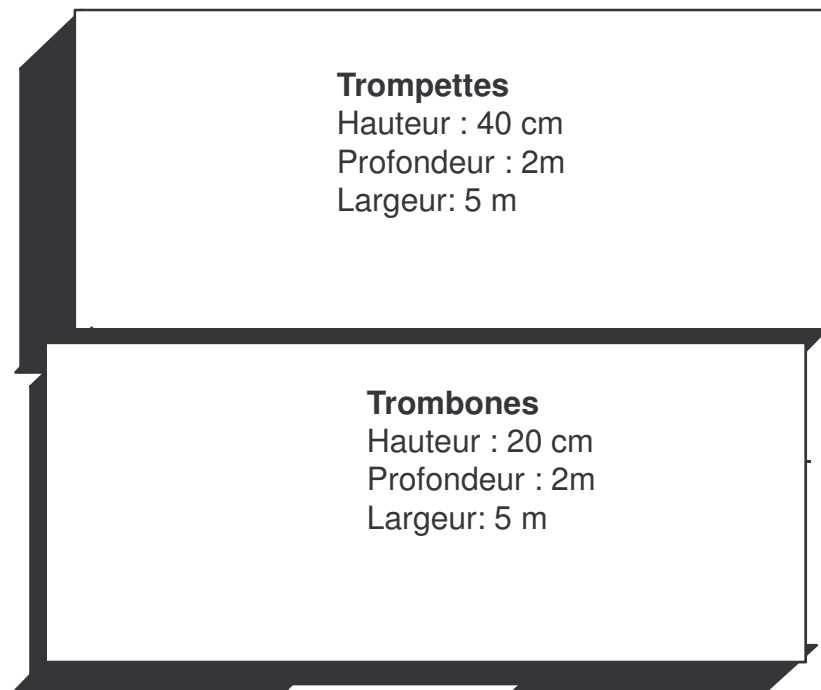 Trompettes
Hauteur : 40 cm
Profondeur : 2m
Largeur: 5 m
Trombones
Hauteur : 20 cm
Profondeur : 2m
Largeur: 5 m